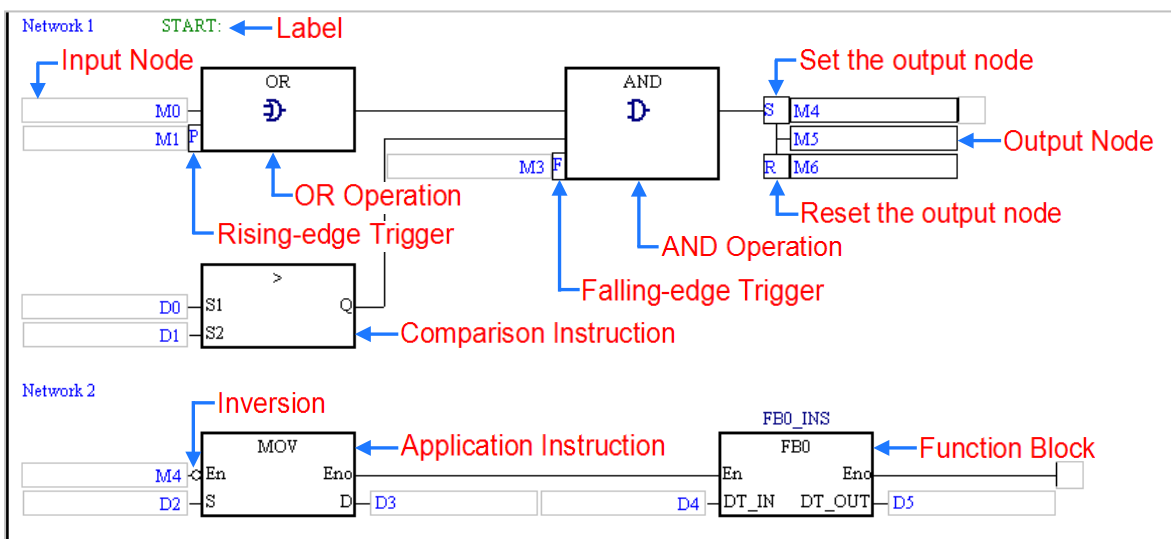 Network 1
START:
Label
Input Node
OR
AND
Set the output node
M0
S
M4
M1
P
M5
Output Node
M3
F
R
M6
OR Operation
Reset the output node
Rising-edge Trigger
AND Operation
>
Falling-edge Trigger
D0
S1
Q
D1
S2
Comparison Instruction
Network 2
Inversion
FB0_INS
MOV
Application Instruction
FB0
Function Block
M4
En
Eno
En
Eno
D2
S
D
D3
D4
DT_IN
DT_OUT
D5